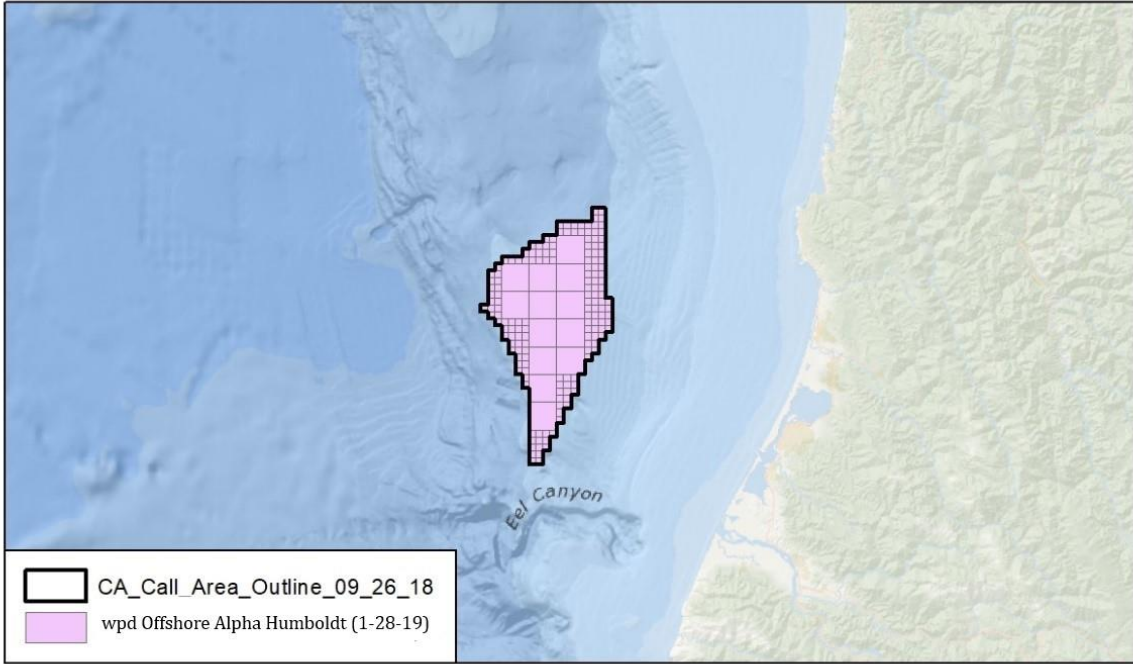 Eel Canyon
CA_Call_Area_Outline_09_26_18
wpd Offshore Alpha Humboldt (1-28-19)